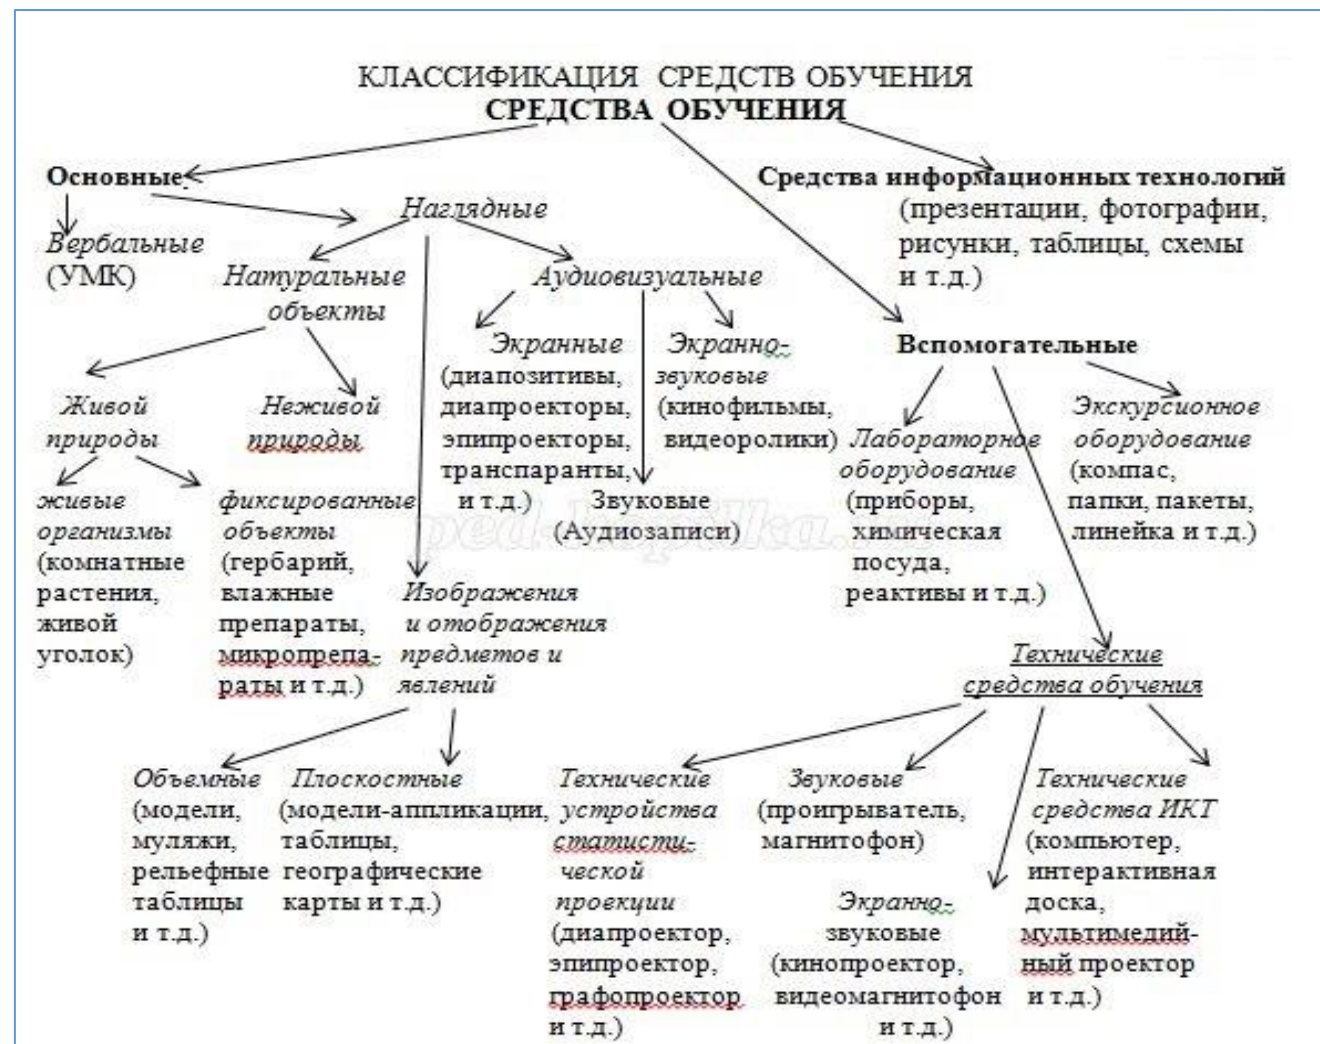 КЛАССИФИКАЦИЯ СРЕДСТВ ОБУЧЕНИЯ
СРЕДСТВА ОБУЧЕНИЯ
Основные
Вербальные
(УМК)
Наглядные
Натуральные
объекты
Живой
природы
живые
организмы
(комнатные
растения,
живой
уголок)
фиксированные
объекты
(гербарий,
влажные
препараты,
микропрепа-
раты и т.д.)
Неживой
природы
Изображения
и отображения
предметов и
явлений
Объемные
(модели,
муляжи,
рельефные
таблицы
и т.д.)
Плоскостные
(модели-аппликации,
таблицы,
географические
карты и т.д.)
Аудиовизуальные
Экранные
(диапозитивы,
диапроекторы,
эпипроекторы,
транспаранты,
и т.д.)
Звуковые
(Аудиозаписи)
Экранно-
звуковые
(кинофильмы,
видеоролики)
Средства информационных технологий
(презентации, фотографии,
рисунки, таблицы, схемы
и т.д.)
Вспомогательные
Лабораторное
оборудование
(приборы,
химическая
посуда,
реактивы и т.д.)
Экскурсионное
оборудование
(компас,
папки, пакеты,
линейка и т.д.)
Технические
средства обучения
Технические
устройства
статисти-
ческой
проекции
(диапроектор,
эпипроектор,
графопроектор
и т.д.)
Звуковые
(проигрыватель,
магнитофон)
Экранно-
звуковые
(кинопроектор,
видеомагнитофон
и т.д.)
Технические
средства ИКТ
(компьютер,
интерактивная
доска,
мультимедий-
ный проектор
и т.д.)
ped-kopilka.ru